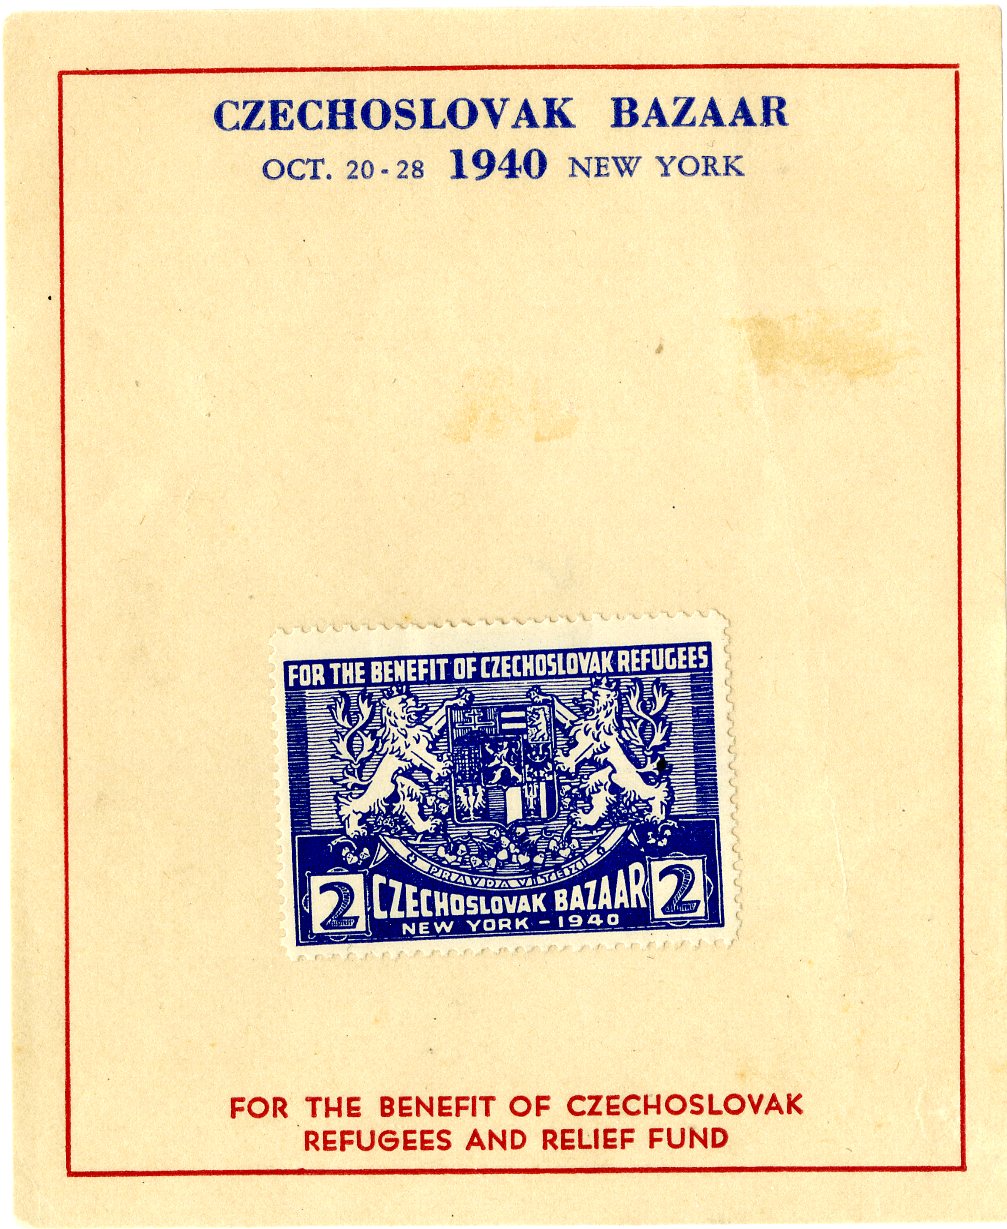 CZECHOSLOVAK BAZAAR
OCT. 20-28 1940 NEW YORK
FOR THE BENEFIT OF CZECHOSLOVAK REFUGEES
PRAVDA VÍTĚZÍ
2 CZECHOSLOVAK BAZAAR 2
NEW YORK - 1940
FOR THE BENEFIT OF CZECHOSLOVAK
REFUGEES AND RELIEF FUND